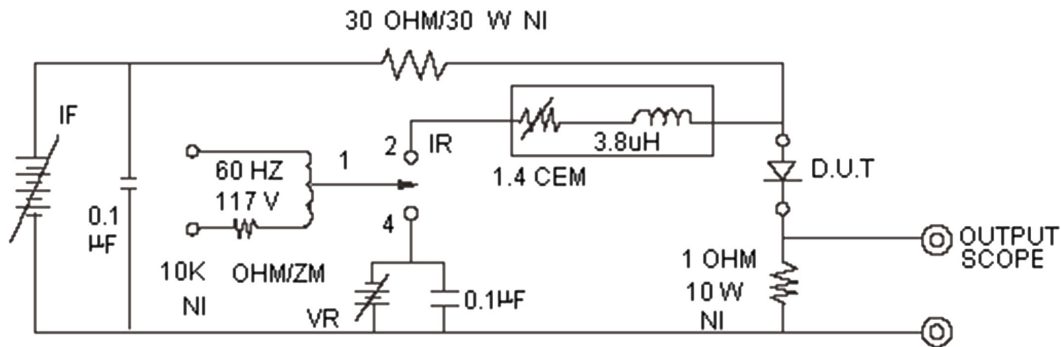 30 OHM/30 W NI
IF
0.1
µF
60 HZ
117 V
10K OHM/ZM
NI
1
2
IR
4
VR
0.1µF
3.8uH
1.4 CEM
D.U.T
1 OHM
10 W
NI
OUTPUT
SCOPE